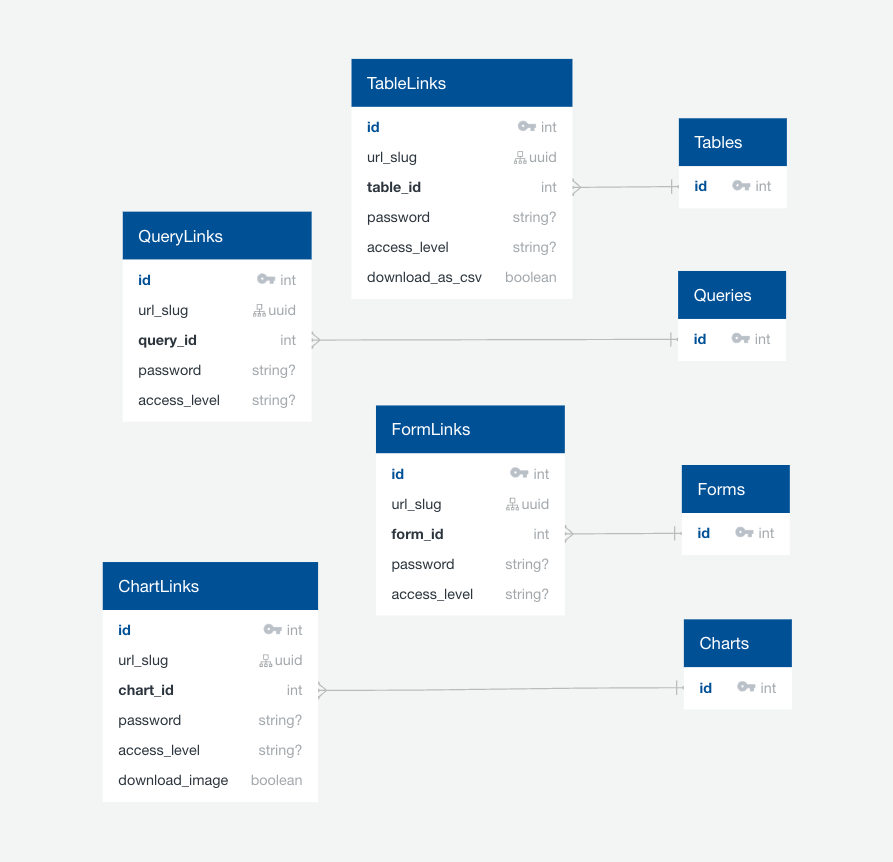 TableLinks
id int
url_slug uuid
table_id int
password string?
access_level string?
download_as_csv boolean
Tables
id int
QueryLinks
id int
url_slug uuid
query_id int
password string?
access_level string?
Queries
id int
FormLinks
id int
url_slug uuid
form_id int
password string?
access_level string?
Forms
id int
ChartLinks
id int
url_slug uuid
chart_id int
password string?
access_level string?
download_image boolean
Charts
id int